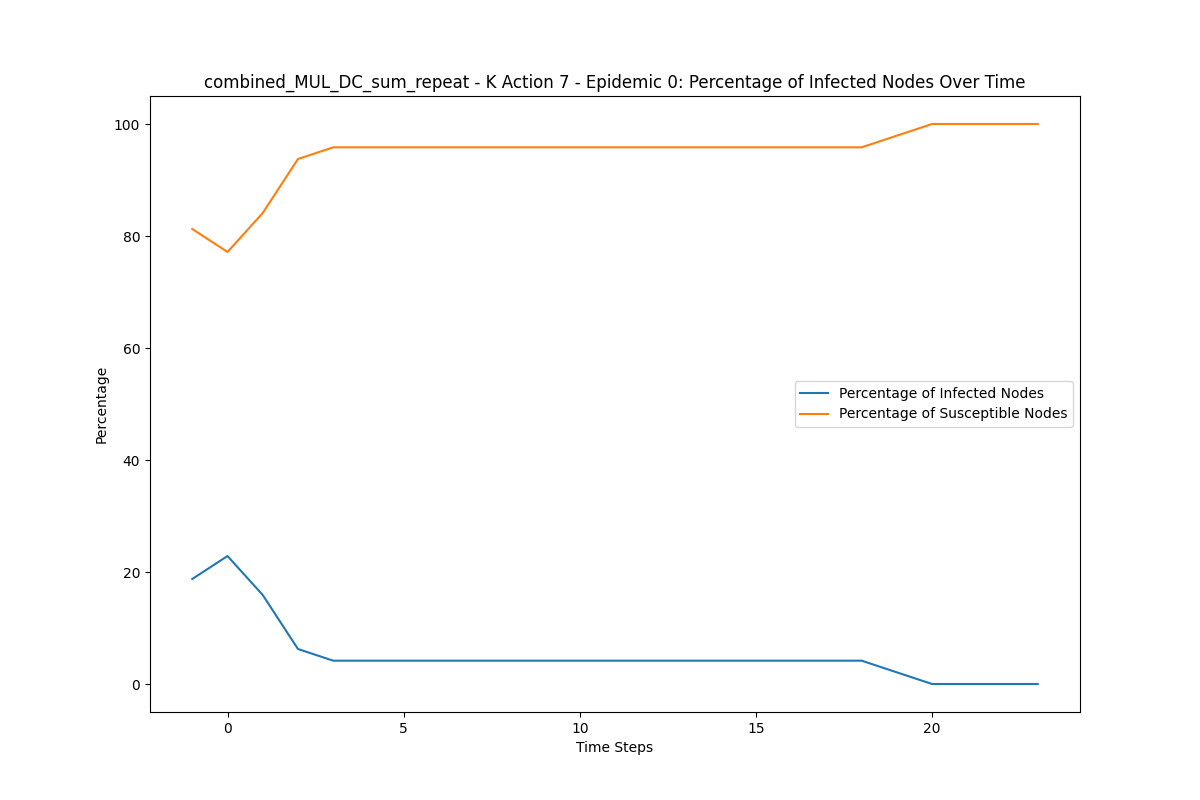 combined_MUL_DC_sum_repeat - K Action 7 - Epidemic 0: Percentage of Infected Nodes Over Time
100
80
60
40
20
0
Percentage
Percentage of Infected Nodes
Percentage of Susceptible Nodes
0 5 10 15 20
Time Steps